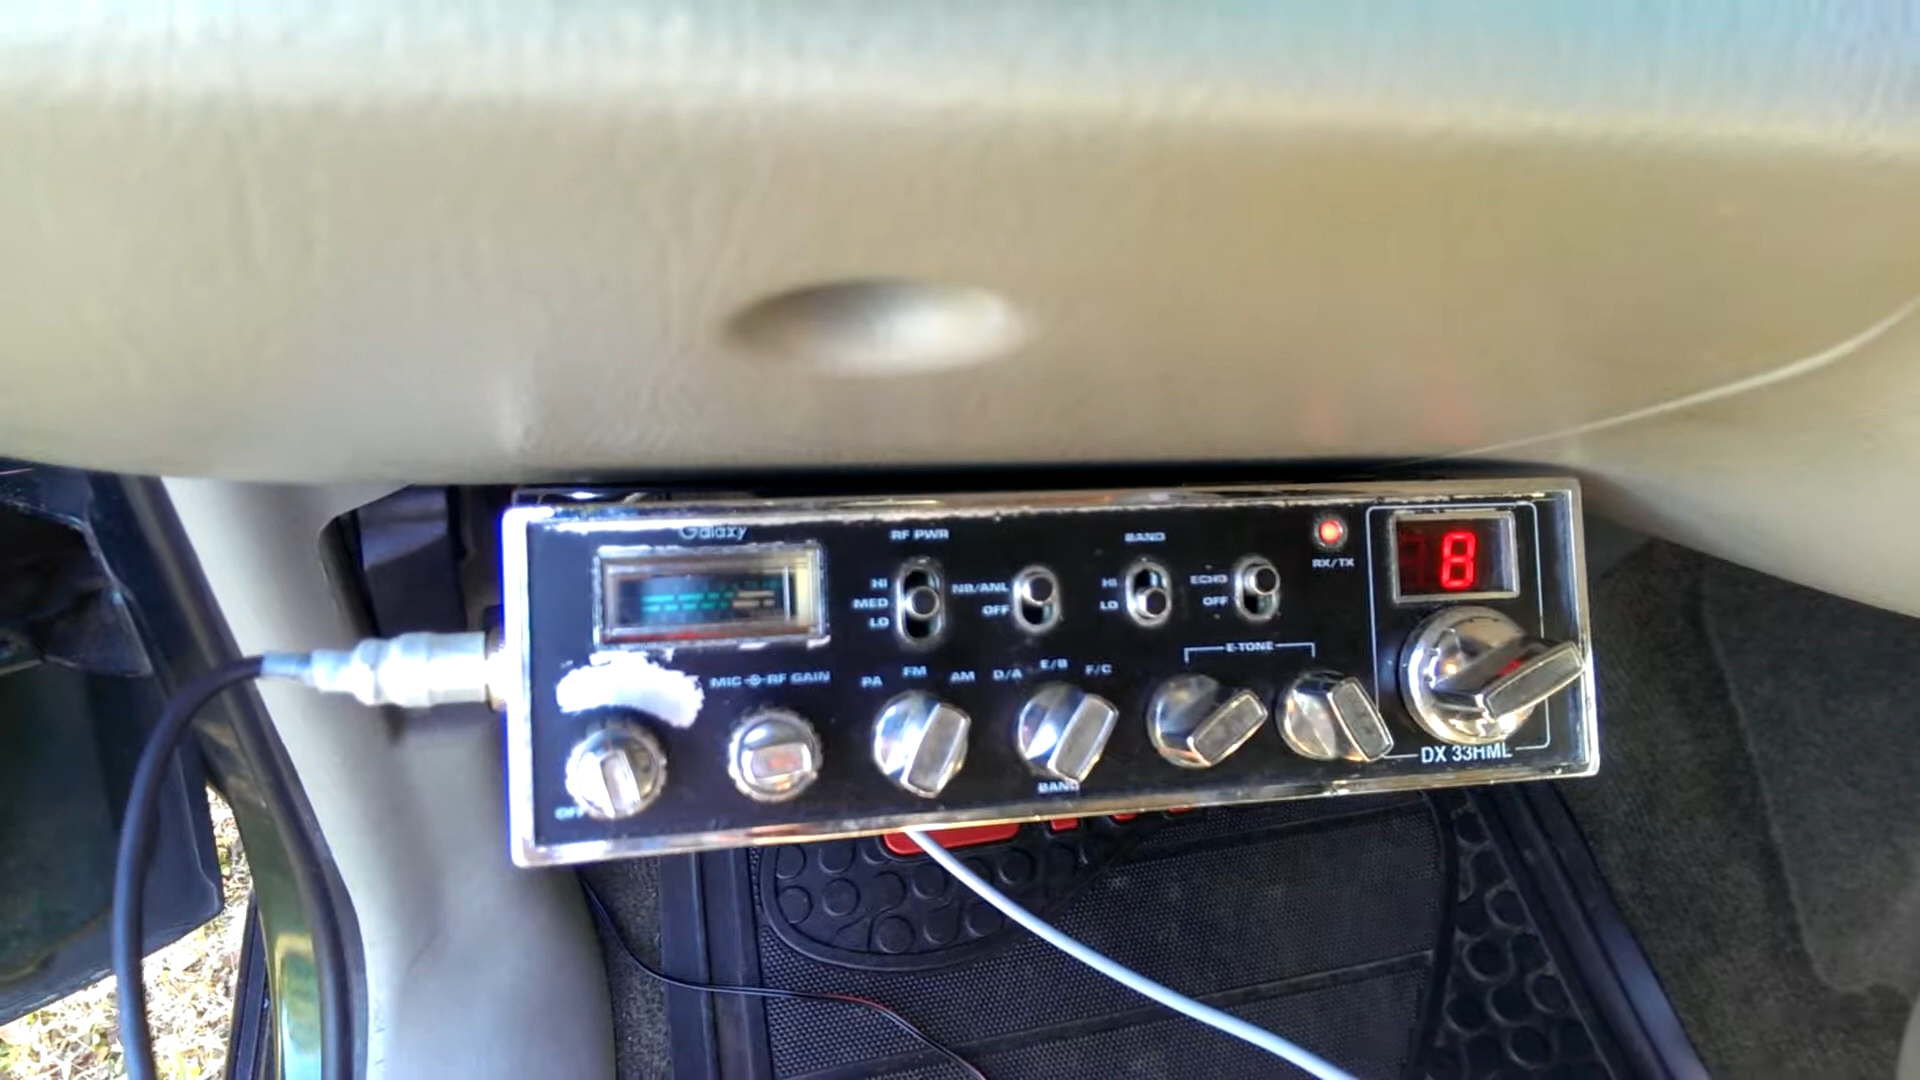 Galaxy
RF PWR
HI
MED
LO
NB/ANL
OFF
BAND
HI
LO
ECHO
OFF
RX/TX
8
MIC RF GAIN
PA FM AM
D/A E/B F/C
E-TONE
OFF
BAND
DX 33HML